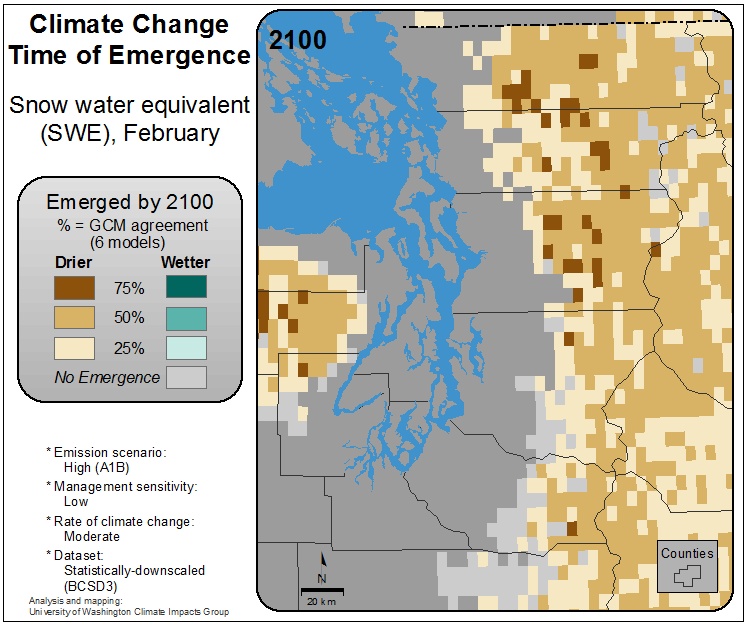 Climate Change
Time of Emergence
Snow water equivalent
(SWE), February
Emerged by 2100
% = GCM agreement
(6 models)
Drier Wetter
75%
50%
25%
No Emergence
* Emission scenario:
High (A1B)
* Management sensitivity:
Low
* Rate of climate change:
Moderate
* Dataset:
Statistically-downscaled
(BCSD3)
Analysis and mapping:
University of Washington Climate Impacts Group
2100
N
20 km
Counties